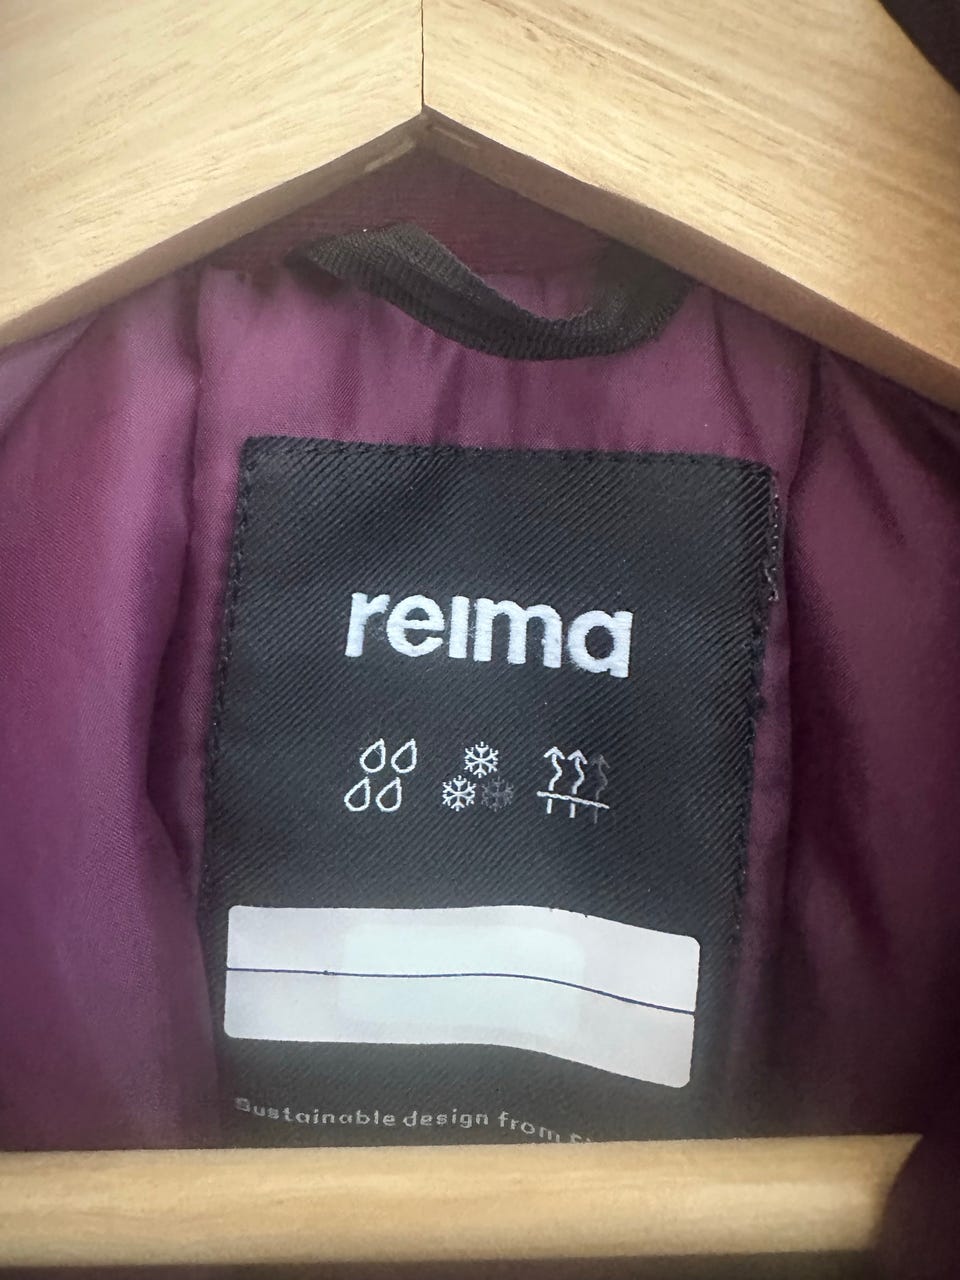 reima
Sustainable design from